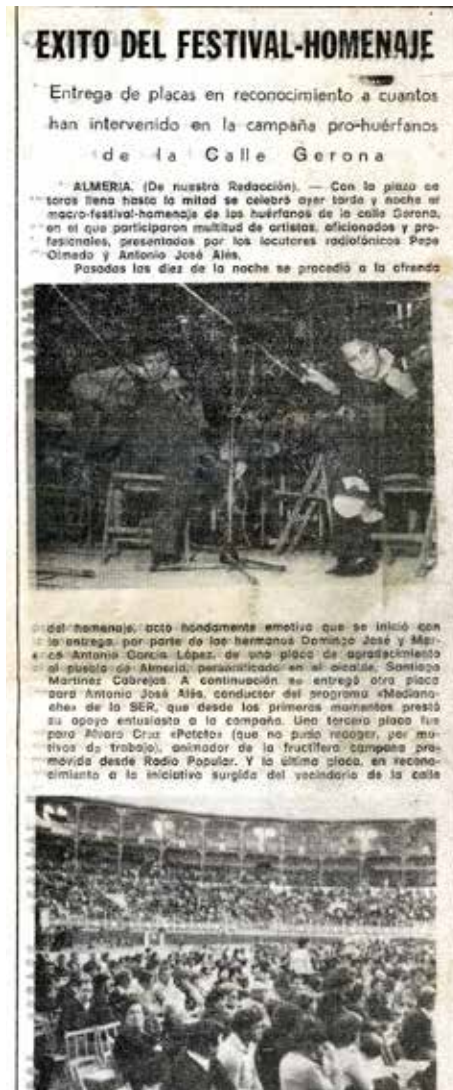 EXITO DEL FESTIVAL-HOMENAJE
Entrega de placas en reconocimiento a cuantos
han intervenido en la campaña pro-huérfanos
de la Calle Gerona
ALMERIA. (De nuestra Redacción). — Con la plaza de
toros llena hasta la mitad se celebró ayer tarde y noche el
macro-festival-homenaje de los huérfanos de la calle Gerona,
en el que participaron multitud de artistas, aficionados y pro-
fesionales, presentados por los locutores radiofónicos Pepe
Olmedo y Antonio José Alés.
Pasadas las diez de la noche se procedió a la ofrenda
del homenaje, acto hondamente emotivo que se inició con
la entrega, por parte de los hermanos Domingo José y Mar-
co Antonio García López, de una placa de agradecimiento
al pueblo de Almería, personificado en el alcalde, Santiago
Martínez Cabrejas. A continuación se entregó otra placa
para Antonio José Alés, conductor del programa «Mediano-
che» de la SER, que desde los primeros momentos prestó
su apoyo entusiasta a la campaña. Una tercera placa fue
para Alvaro Cruz «Petete» (que no pudo recoger, por mo-
tivos de trabajo), animador de la fructífera campaña pro-
movida desde Radio Popular. Y la última placa, en recono-
cimiento a la iniciativa surgida del vecindario de la calle